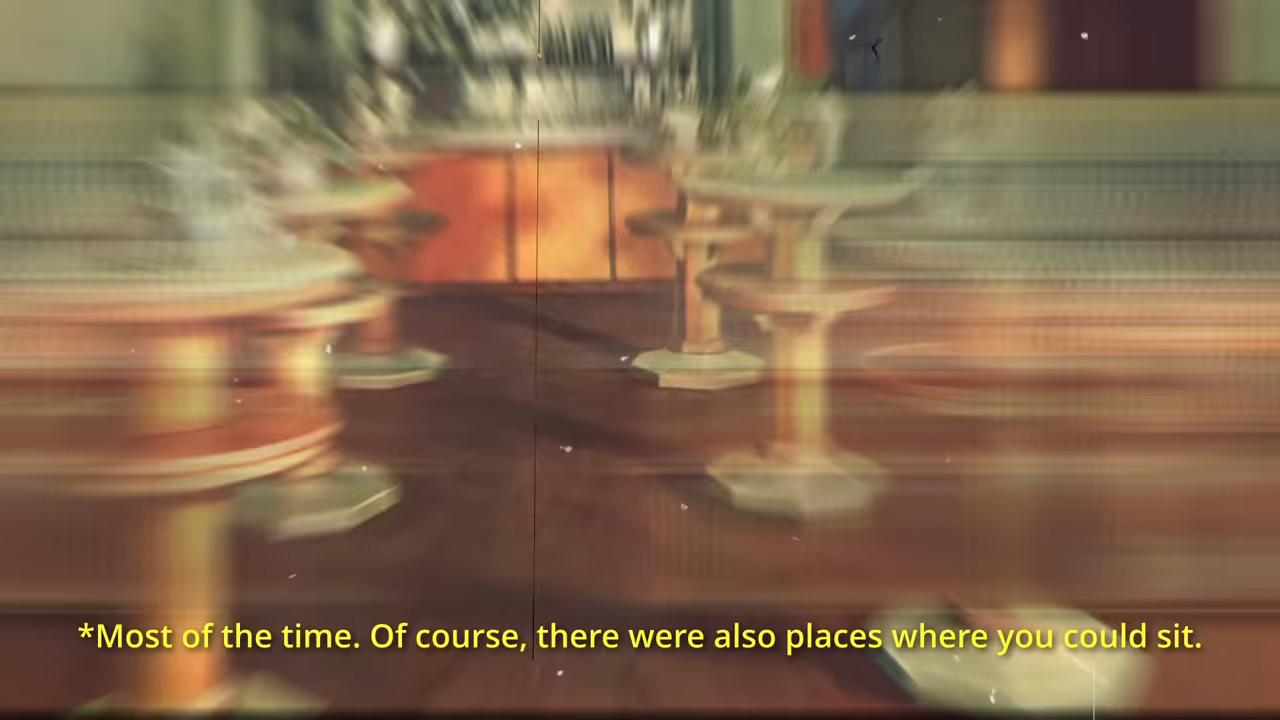 *Most of the time. Of course, there were also places where you could sit.